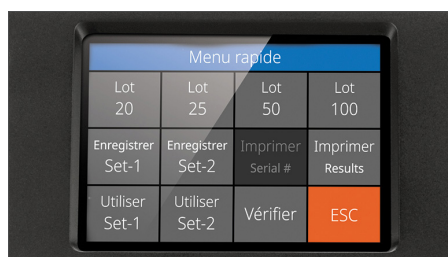 Menu rapide
Lot Lot Lot Lot
20 25 50 100
Enregistrer Enregistrer Imprimer Imprimer
Set-1 Set-2 Serial # Results
Utiliser Utiliser Vérifier ESC
Set-1 Set-2